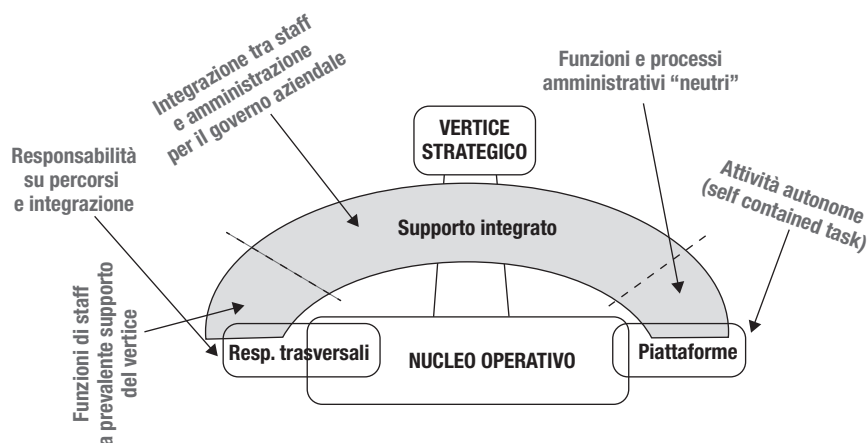 Integrazione tra staff
e amministrazione
per il governo aziendale
Funzioni e processi
amministrativi “neutri”
VERTICE
STRATEGICO
Responsabilità
su percorsi
e integrazione
Attività autonome
(self contained task)
Supporto integrato
Funzioni di staff
a prevalente supporto
del vertice
Resp. trasversali
NUCLEO OPERATIVO
Piattaforme